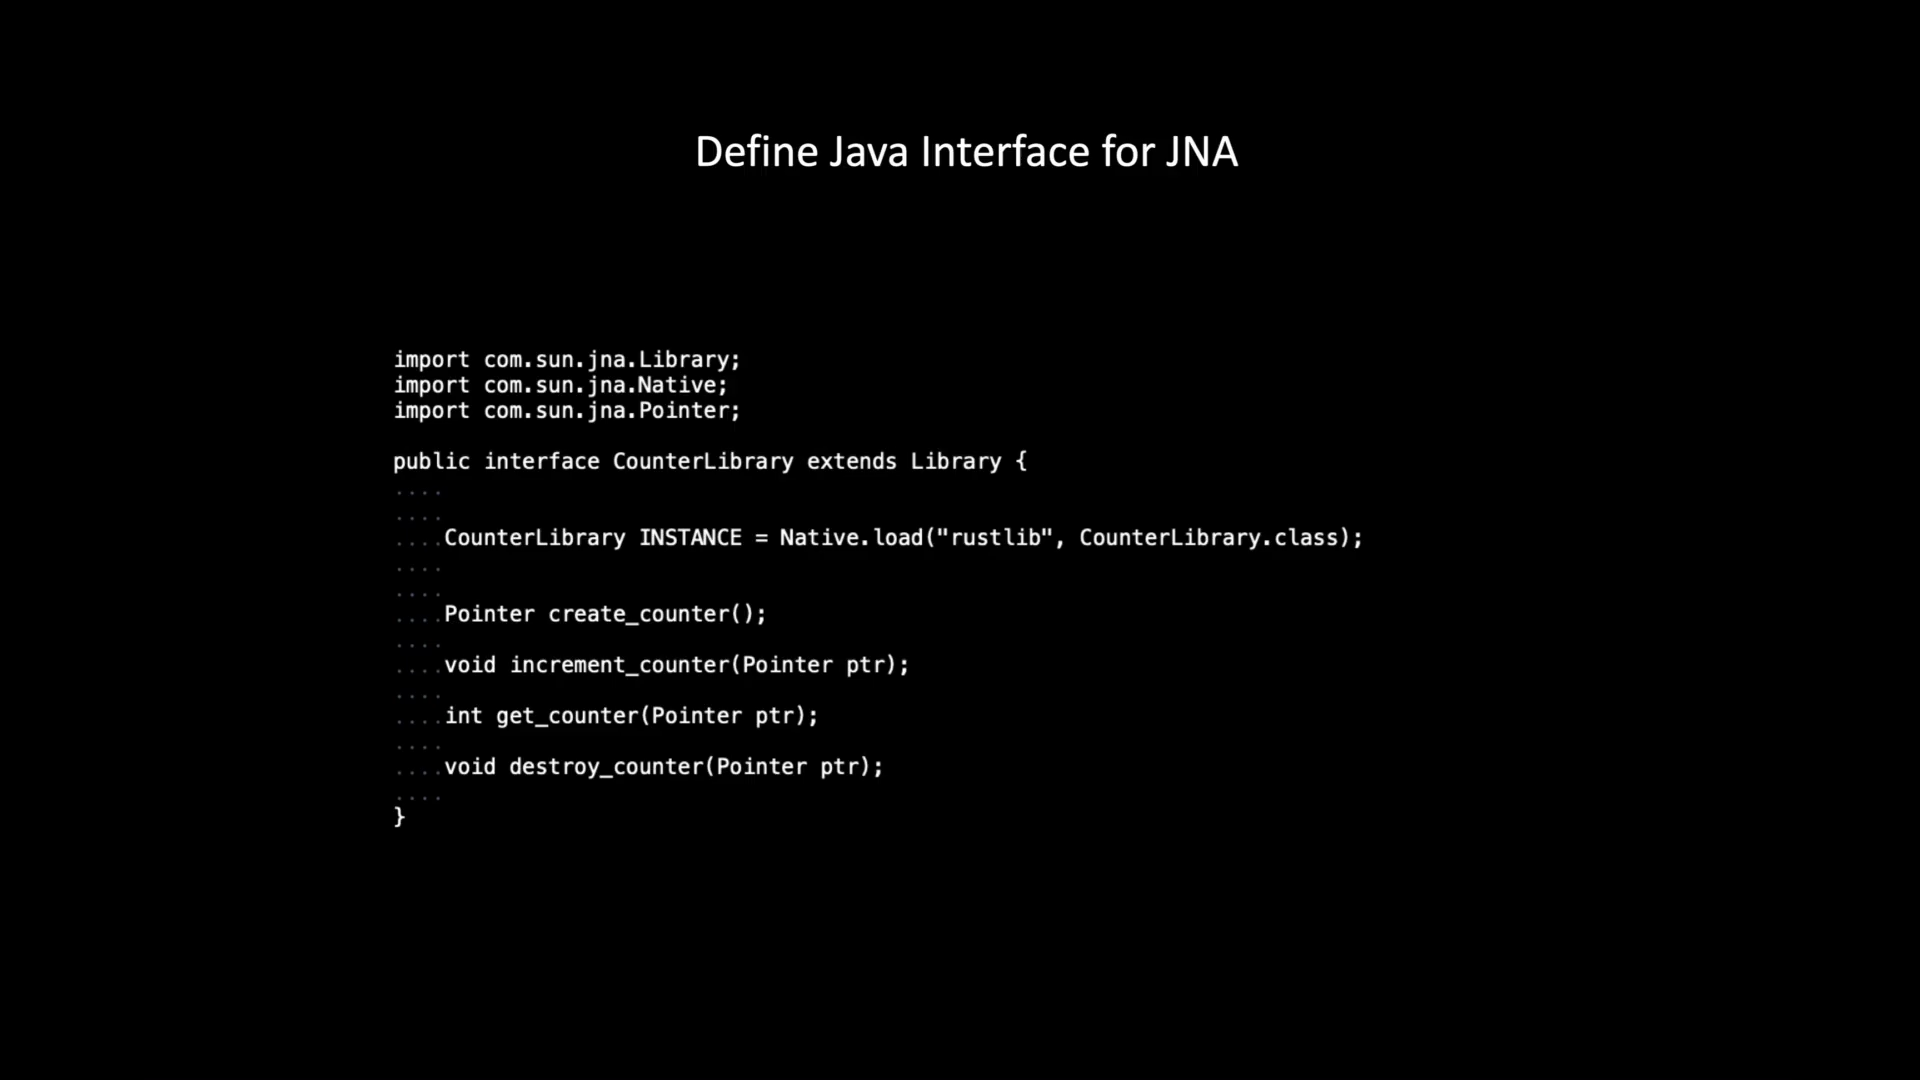 Define Java Interface for JNA
import com.sun.jna.Library;
import com.sun.jna.Native;
import com.sun.jna.Pointer;
public interface CounterLibrary extends Library {
CounterLibrary INSTANCE = Native.load("rustlib", CounterLibrary.class);
Pointer create_counter();
void increment_counter(Pointer ptr);
int get_counter(Pointer ptr);
void destroy_counter(Pointer ptr);
}